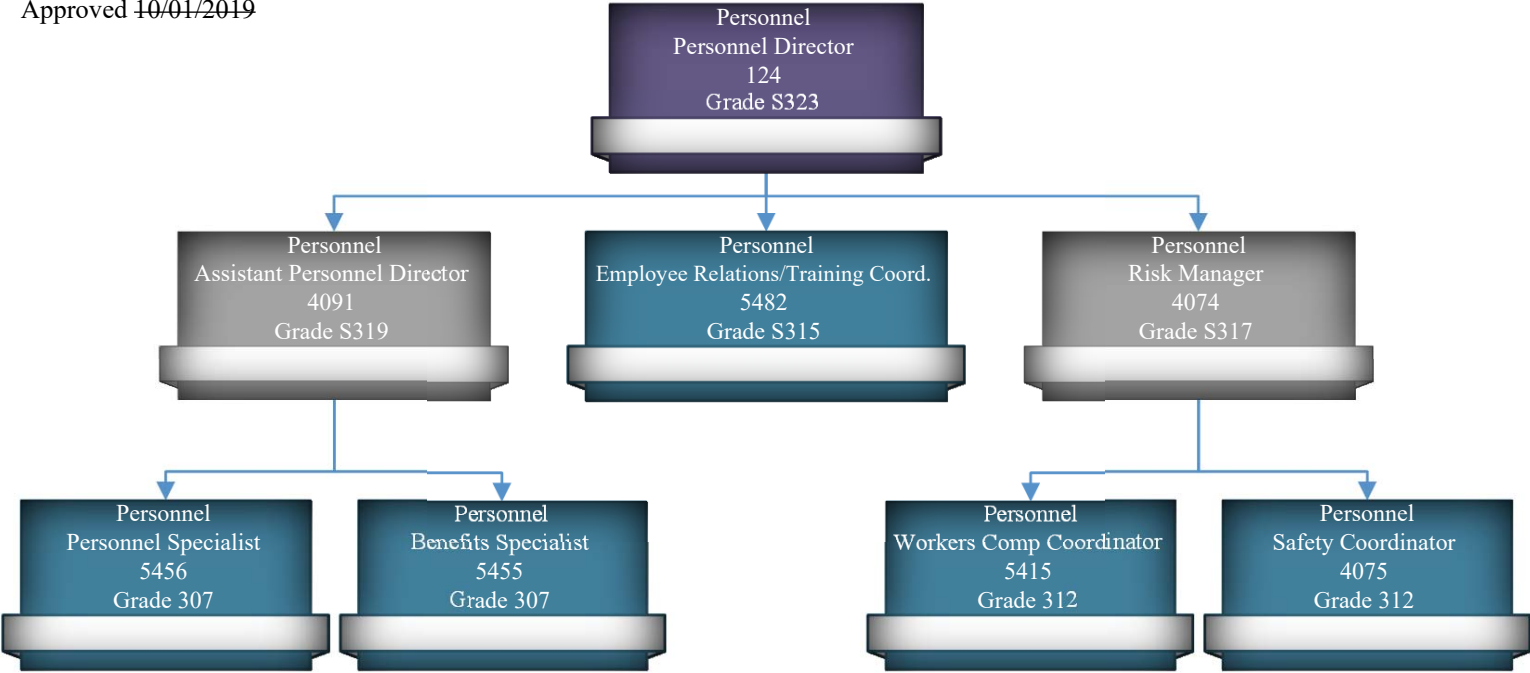 Approved 10/01/2019
Personnel
Personnel Director
124
Grade S323
Personnel
Assistant Personnel Director
4091
Grade S319
Personnel
Employee Relations/Training Coord.
5482
Grade S315
Personnel
Risk Manager
4074
Grade S317
Personnel
Personnel Specialist
5456
Grade 307
Personnel
Benefits Specialist
5455
Grade 307
Personnel
Workers Comp Coordinator
5415
Grade 312
Personnel
Safety Coordinator
4075
Grade 312